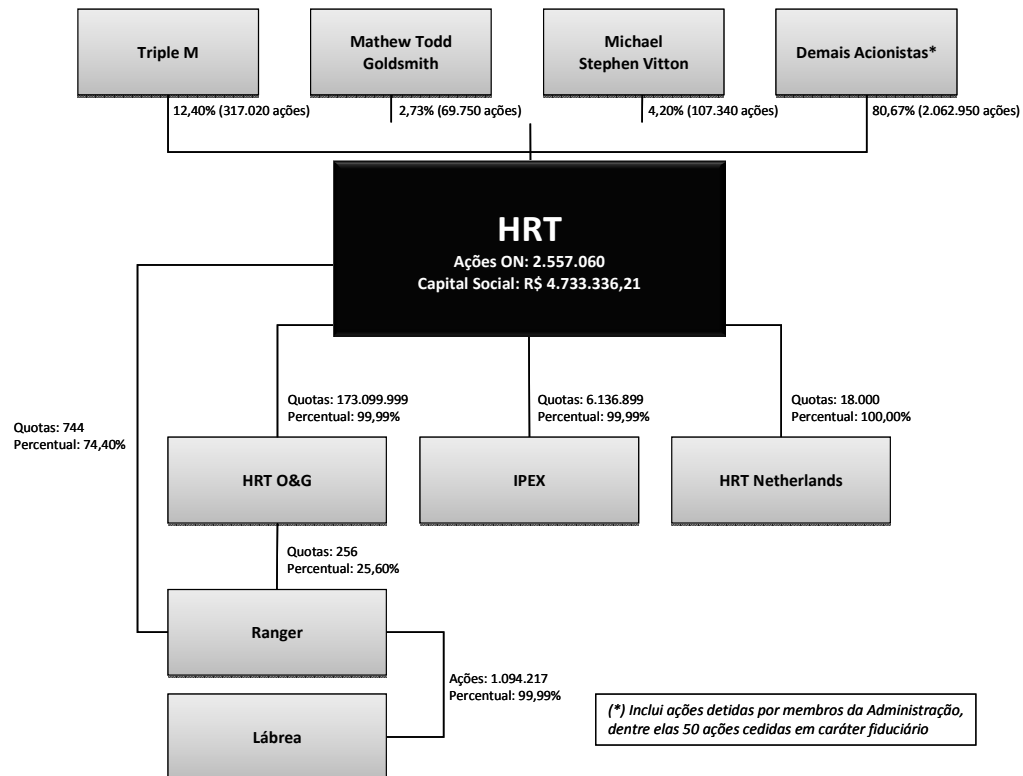 Triple M
Mathew Todd
Goldsmith
Michael
Stephen Vitton
Demais Acionistas*
12,40% (317.020 ações)
2,73% (69.750 ações)
4,20% (107.340 ações)
80,67% (2.062.950 ações)
HRT
Ações ON: 2.557.060
Capital Social: R$ 4.733.336,21
Quotas: 744
Percentual: 74,40%
Quotas: 173.099.999
Percentual: 99,99%
Quotas: 6.136.899
Percentual: 99,99%
Quotas: 18.000
Percentual: 100,00%
HRT O&G
IPEX
HRT Netherlands
Quotas: 256
Percentual: 25,60%
Ranger
Ações: 1.094.217
Percentual: 99,99%
Lábrea
(*) Inclui ações detidas por membros da Administração,
dentre elas 50 ações cedidas em caráter fiduciário